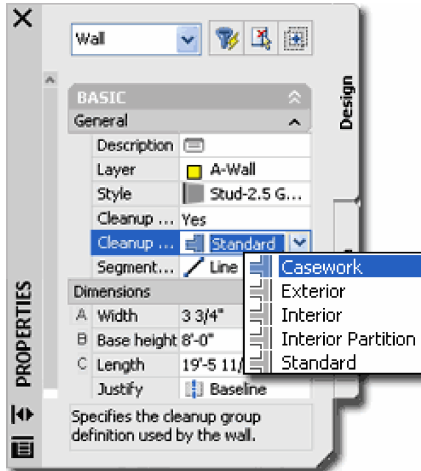 Wall
BASIC
General
Description
Layer A-Wall
Style Stud-2.5 G...
Cleanup ... Yes
Cleanup ... Standard
Segment... Line
Casework
Exterior
Interior
Interior Partition
Standard
Dimensions
A Width 3 3/4"
B Base height 8'-0"
C Length 19'-5 11/
Justify Baseline
Specifies the cleanup group
definition used by the wall.
PROPERTIES
Design